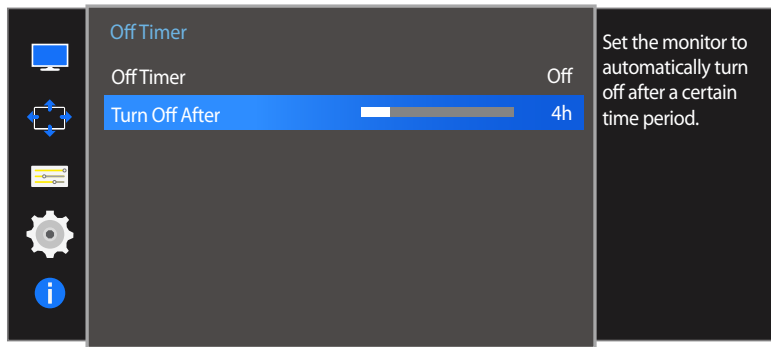 Off Timer
Off Timer Off
Turn Off After 4h
Set the monitor to
automatically turn
off after a certain
time period.
i